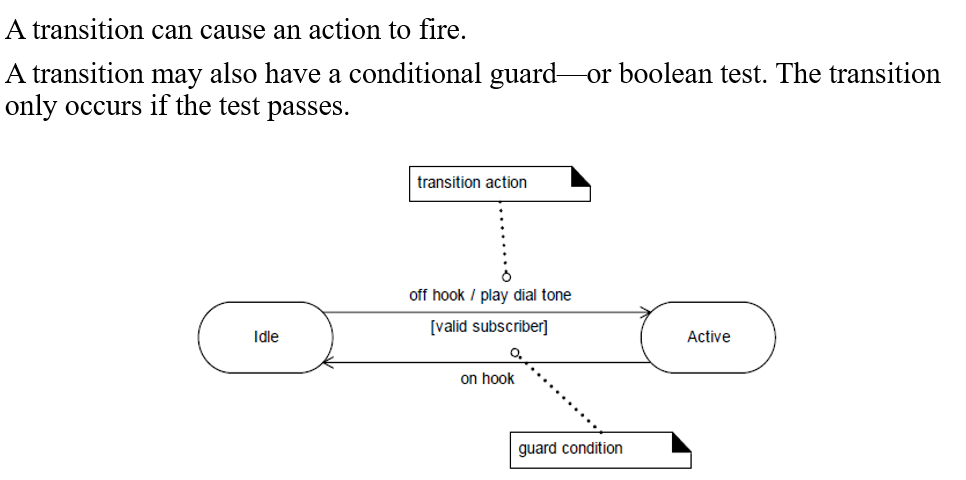 A transition can cause an action to fire.
A transition may also have a conditional guard—or boolean test. The transition
only occurs if the test passes.
transition action
off hook / play dial tone
[valid subscriber]
Idle
Active
on hook
guard condition